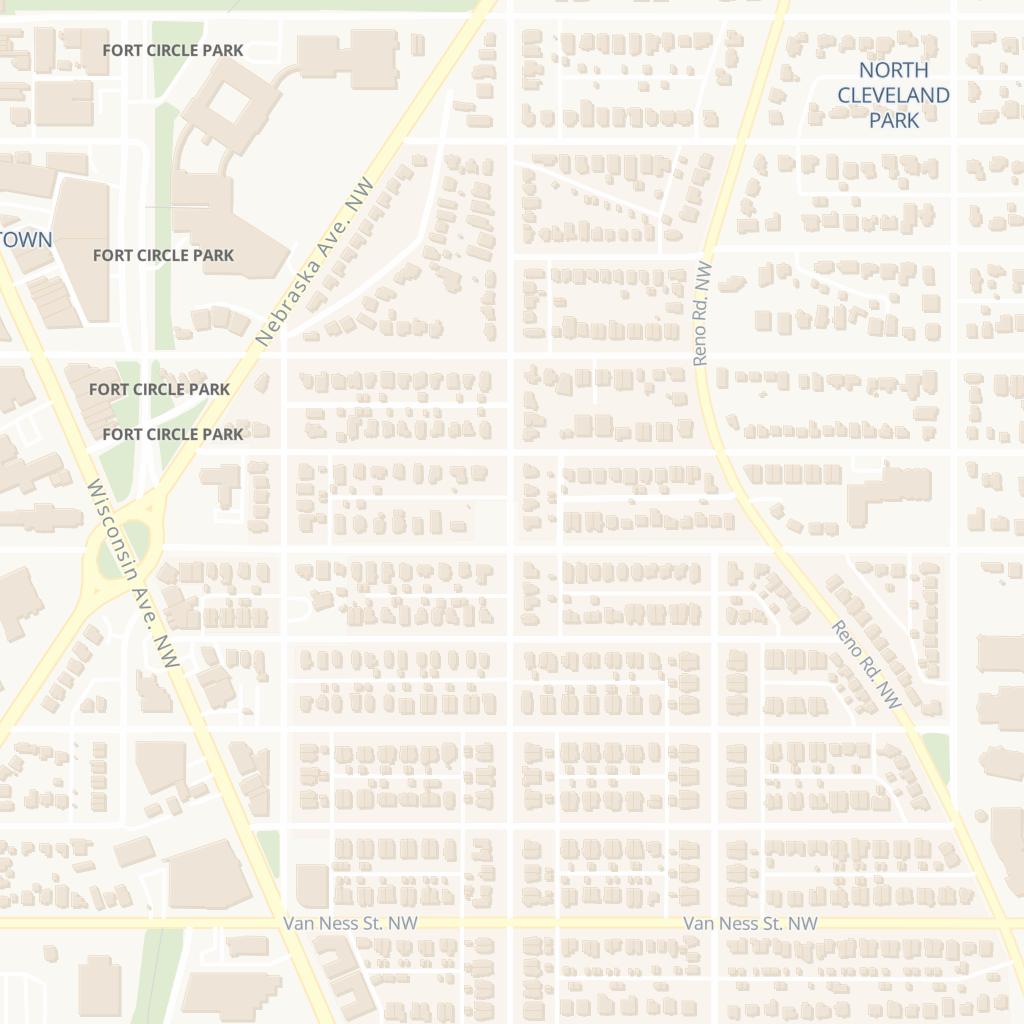 FORT CIRCLE PARK
NORTH
CLEVELAND
PARK
Nebraska Ave. NW
TOWN
FORT CIRCLE PARK
Reno Rd. NW
FORT CIRCLE PARK
FORT CIRCLE PARK
Wisconsin Ave. NW
Reno Rd. NW
Van Ness St. NW
Van Ness St. NW